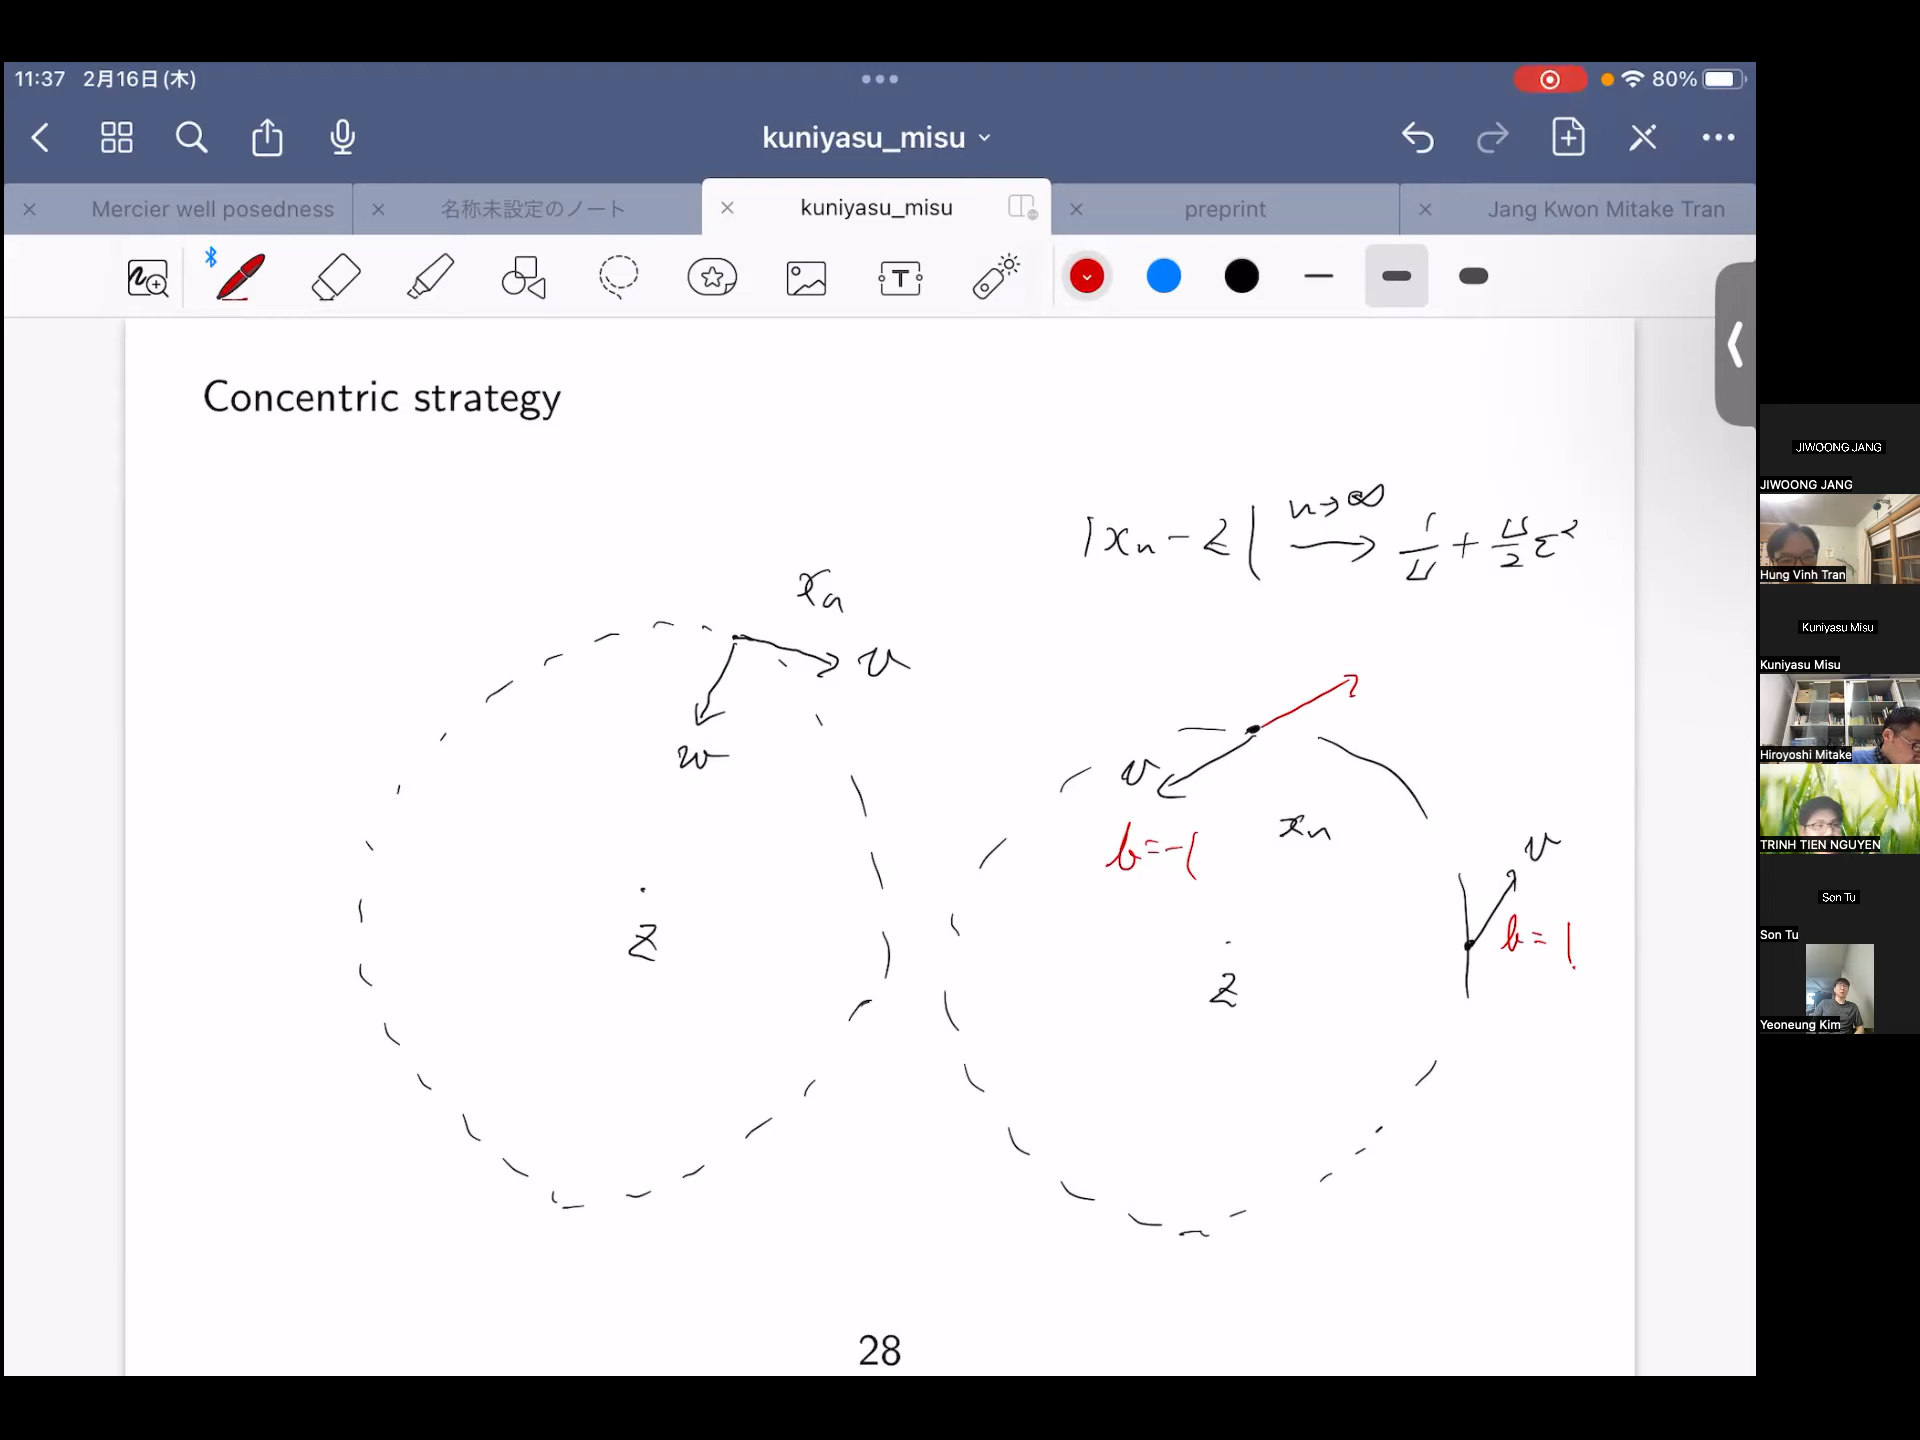 11:37 2月16日(木)
80%
kuniyasu_misu
Mercier well posedness
名称未設定のノート
kuniyasu_misu
preprint
Jang Kwon Mitake Tran
T
Concentric strategy
|xₙ - z| n→∞ → 1/ν + ν/2 ε²
xₙ
v
w
z
v
b=-1
xₙ
z
v
b=1
28
JIWOONG JANG
JIWOONG JANG
Hung Vinh Tran
Kuniyasu Misu
Kuniyasu Misu
Hiroyoshi Mitake
TRINH TIEN NGUYEN
Son Tu
Son Tu
Yeoneung Kim